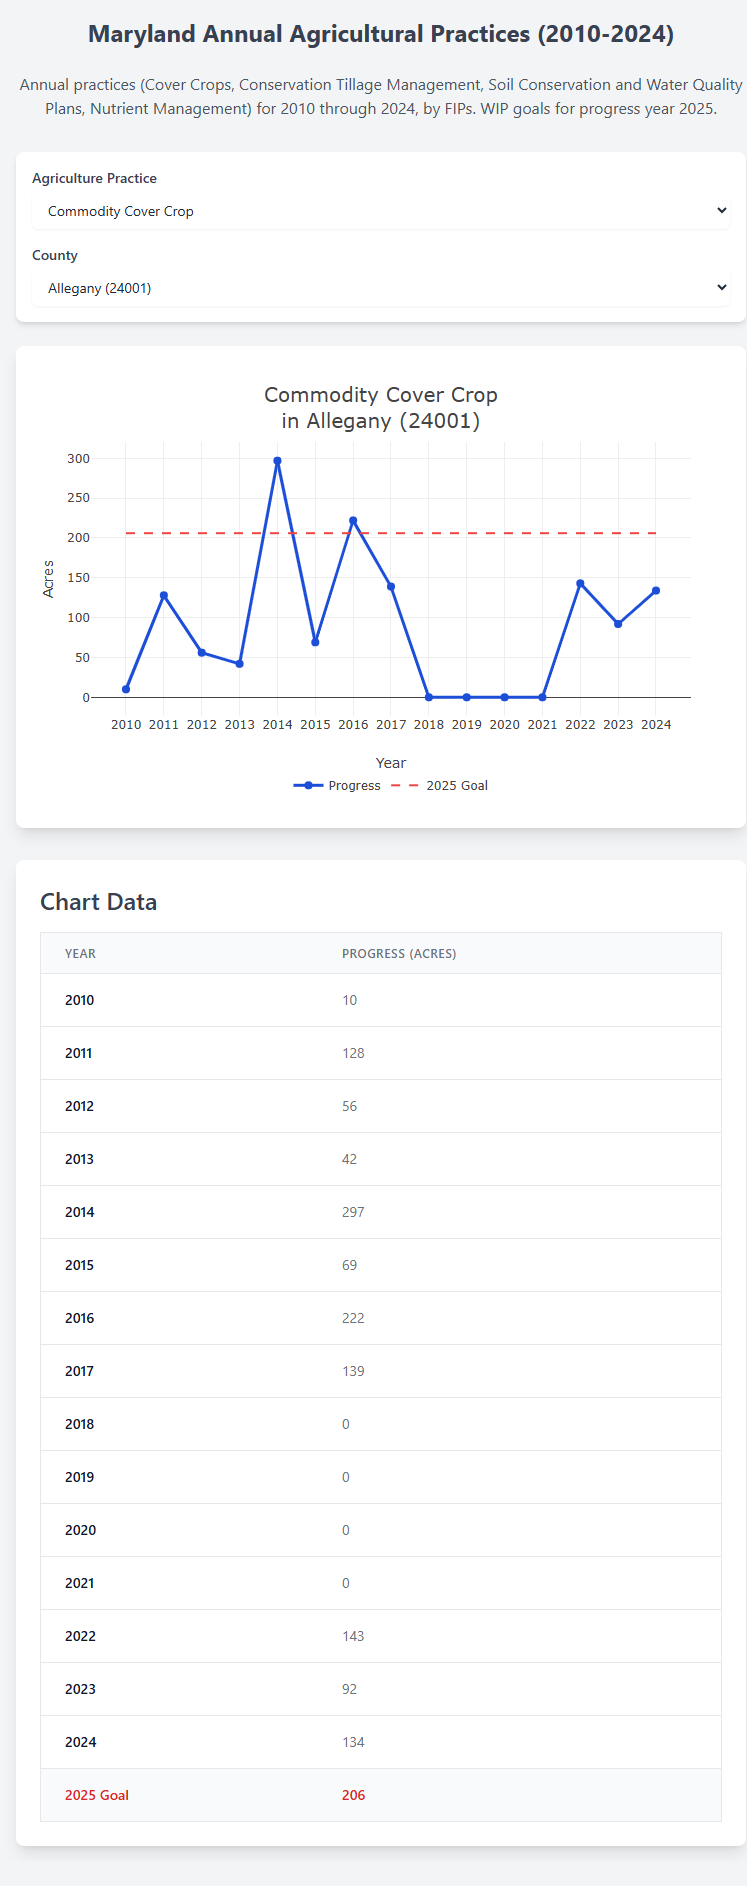 Maryland Annual Agricultural Practices (2010-2024)
Annual practices (Cover Crops, Conservation Tillage Management, Soil Conservation and Water Quality
Plans, Nutrient Management) for 2010 through 2024, by FIPs. WIP goals for progress year 2025.
Agriculture Practice
Commodity Cover Crop
County
Allegany (24001)
Commodity Cover Crop
in Allegany (24001)
300
250
200
150
100
50
0
Acres
2010 2011 2012 2013 2014 2015 2016 2017 2018 2019 2020 2021 2022 2023 2024
Year
Progress 2025 Goal
Chart Data
YEAR PROGRESS (ACRES)
2010 10
2011 128
2012 56
2013 42
2014 297
2015 69
2016 222
2017 139
2018 0
2019 0
2020 0
2021 0
2022 143
2023 92
2024 134
2025 Goal 206